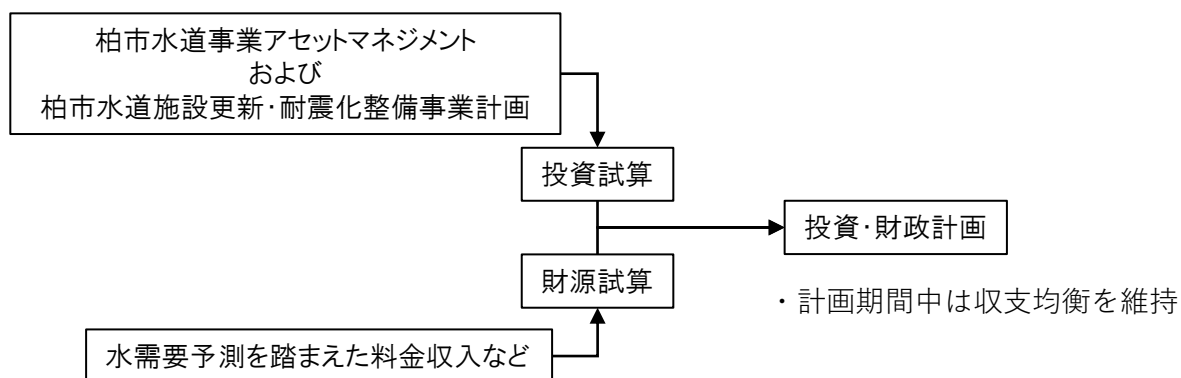 柏市水道事業アセットマネジメント
および
柏市水道施設更新・耐震化整備事業計画
投資試算
投資・財政計画
財源試算
・計画期間中は収支均衡を維持
水需要予測を踏まえた料金収入など